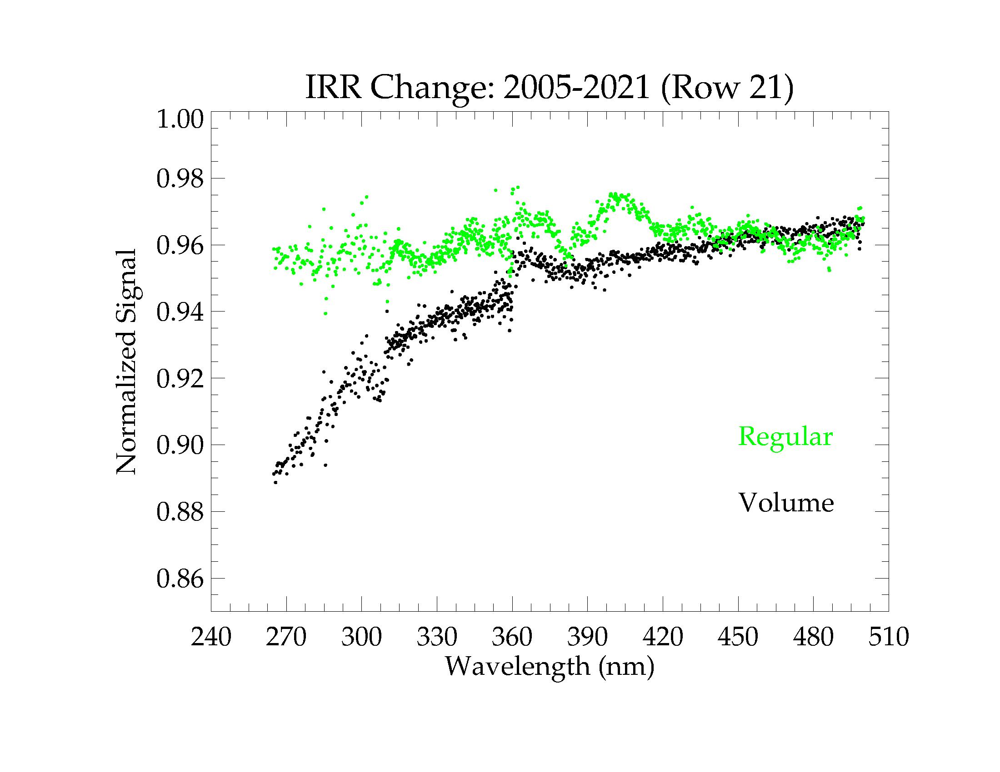 IRR Change: 2005-2021 (Row 21)
1.00
0.98
0.96
0.94
0.92
0.90
0.88
0.86
Normalized Signal
Regular
Volume
240 270 300 330 360 390 420 450 480 510
Wavelength (nm)